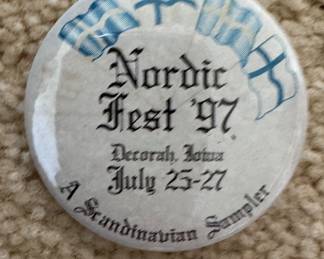 Nordic
Fest '97
Decorah, Iowa
July 25-27
A Scandinavian Sampler